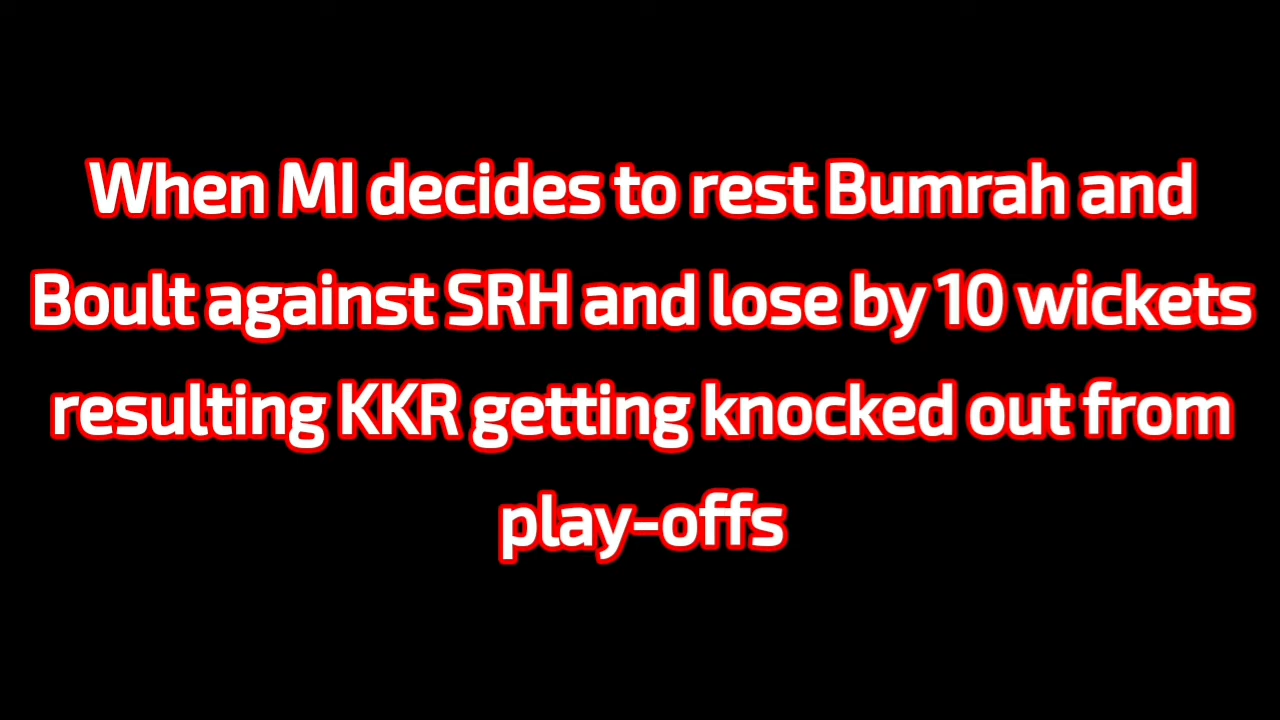 When MI decides to rest Bumrah and
Boult against SRH and lose by 10 wickets
resulting KKR getting knocked out from
play-offs